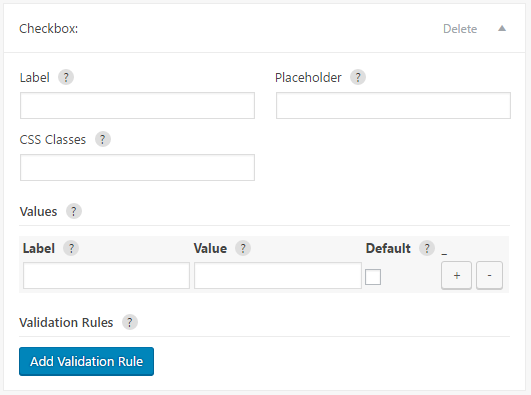 Checkbox: Delete
Label ? Placeholder ?
CSS Classes ?
Values ?
Label ? Value ? Default ? _
+ -
Validation Rules ?
Add Validation Rule